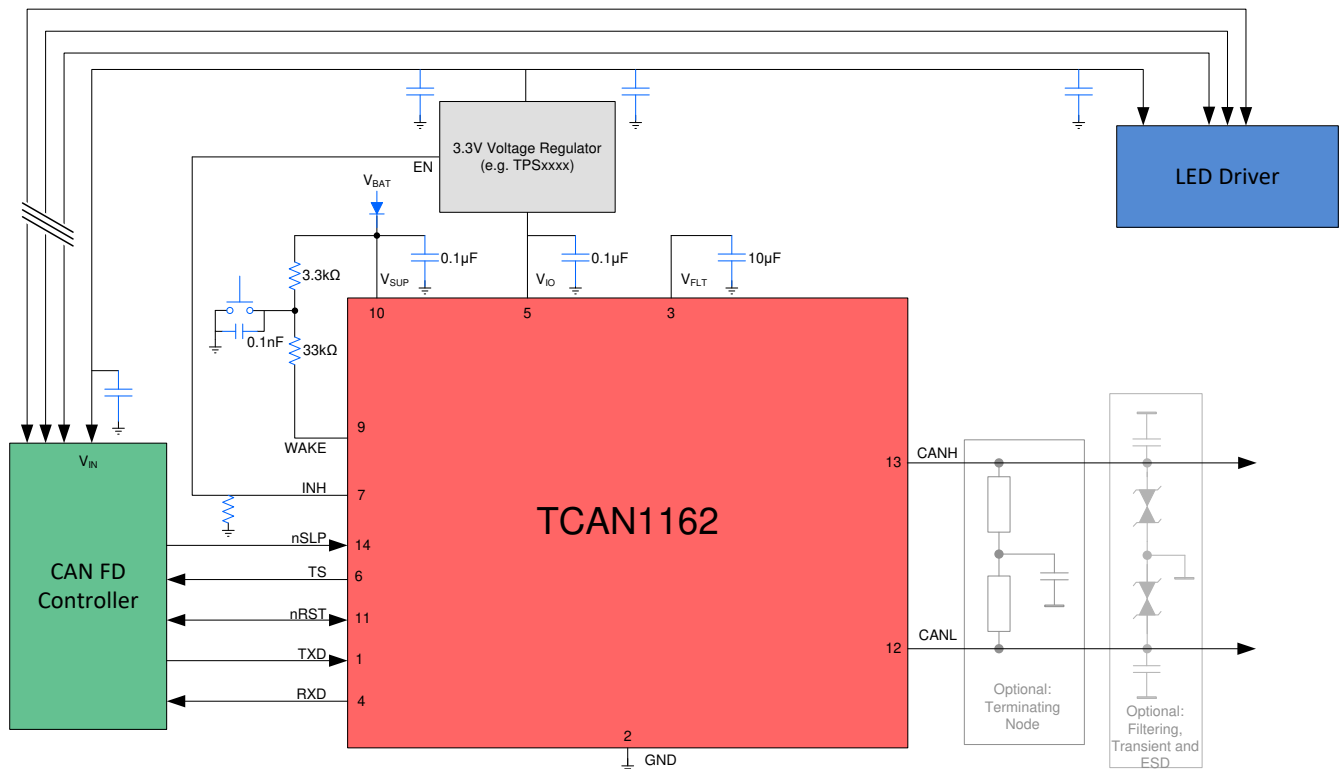 3.3V Voltage Regulator
(e.g. TPSxxxx)
EN
LED Driver
VBAT
3.3kΩ
0.1µF
0.1µF
10µF
VSUP
VIO
VFLT
10
5
3
0.1nF
33kΩ
9
WAKE
VIN
INH
7
CANH
13
TCAN1162
nSLP
14
TS
6
CAN FD
Controller
nRST
11
TXD
1
CANL
12
RXD
4
Optional:
Terminating
Node
Optional:
Filtering,
Transient and
ESD
2
GND